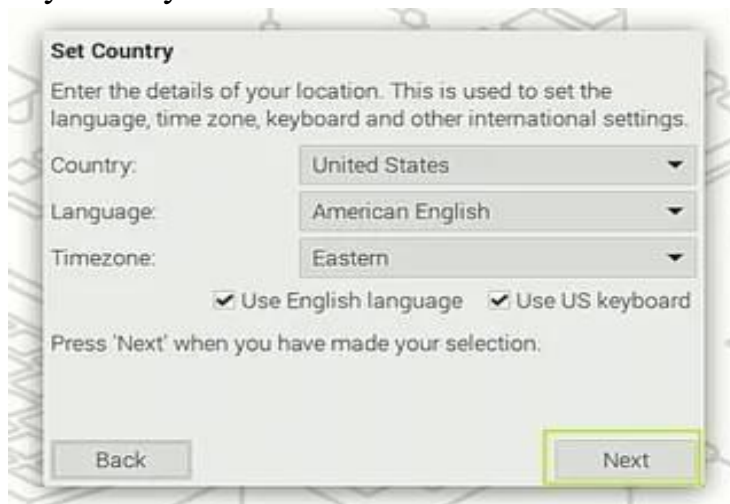 Set Country
Enter the details of your location. This is used to set the
language, time zone, keyboard and other international settings.
Country: United States
Language: American English
Timezone: Eastern
Use English language Use US keyboard
Press 'Next' when you have made your selection.
Back Next